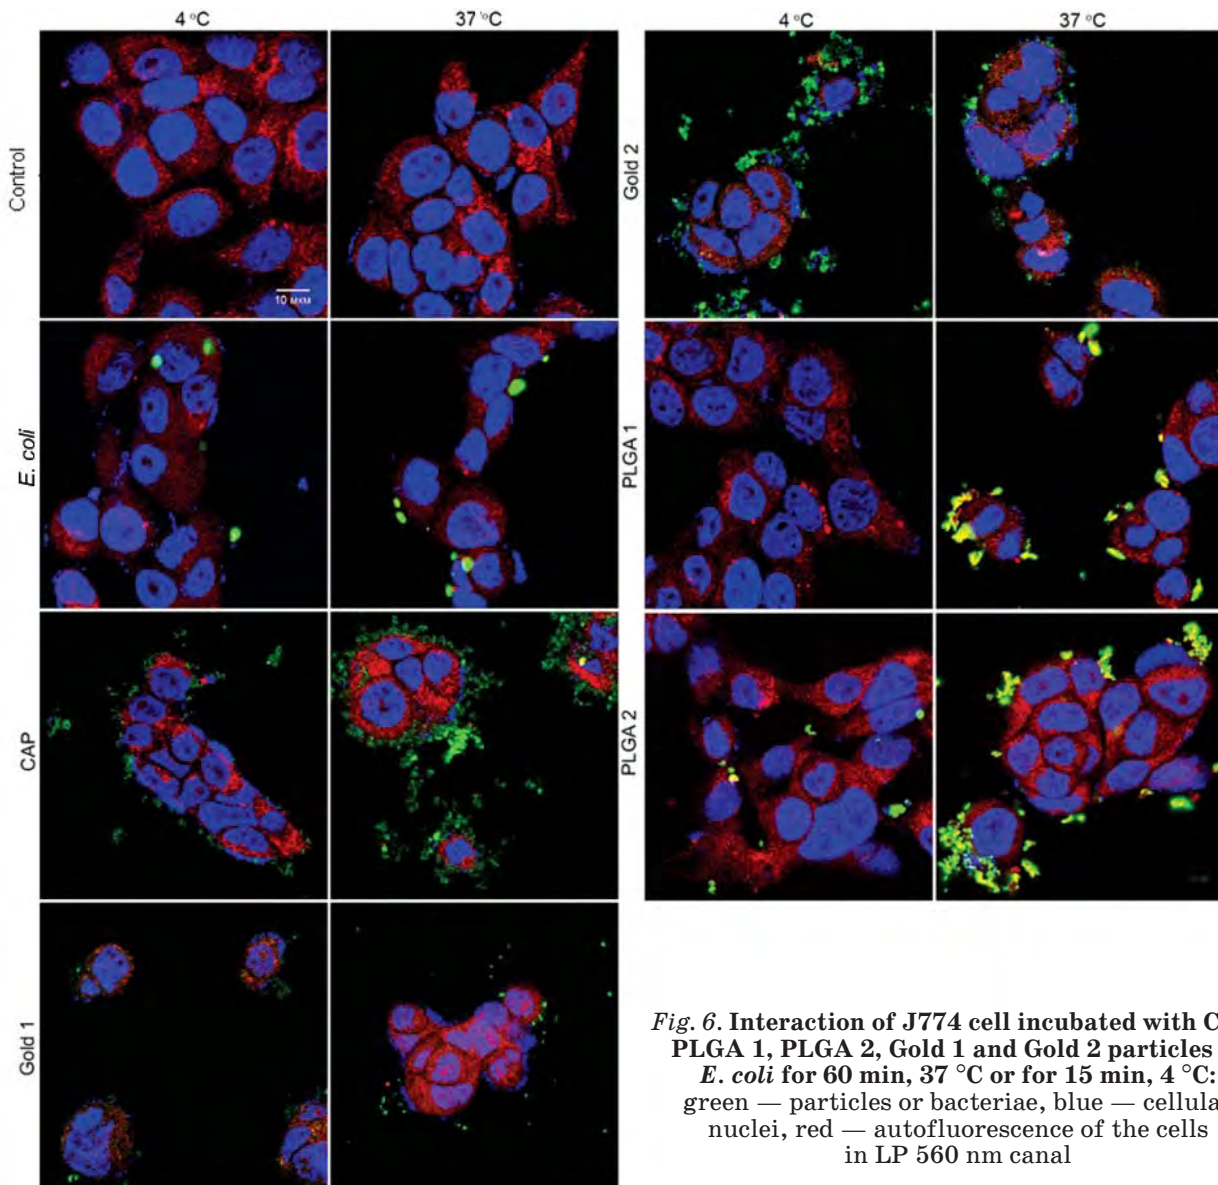 4 °C
37 °C
4 °C
37 °C
Control
10 мкм
Gold 2
E. coli
PLGA 1
CAP
PLGA 2
Gold 1
Fig. 6. Interaction of J774 cell incubated with C
PLGA 1, PLGA 2, Gold 1 and Gold 2 particles
E. coli for 60 min, 37 °C or for 15 min, 4 °C:
green — particles or bacteriae, blue — cellula
nuclei, red — autofluorescence of the cells
in LP 560 nm canal